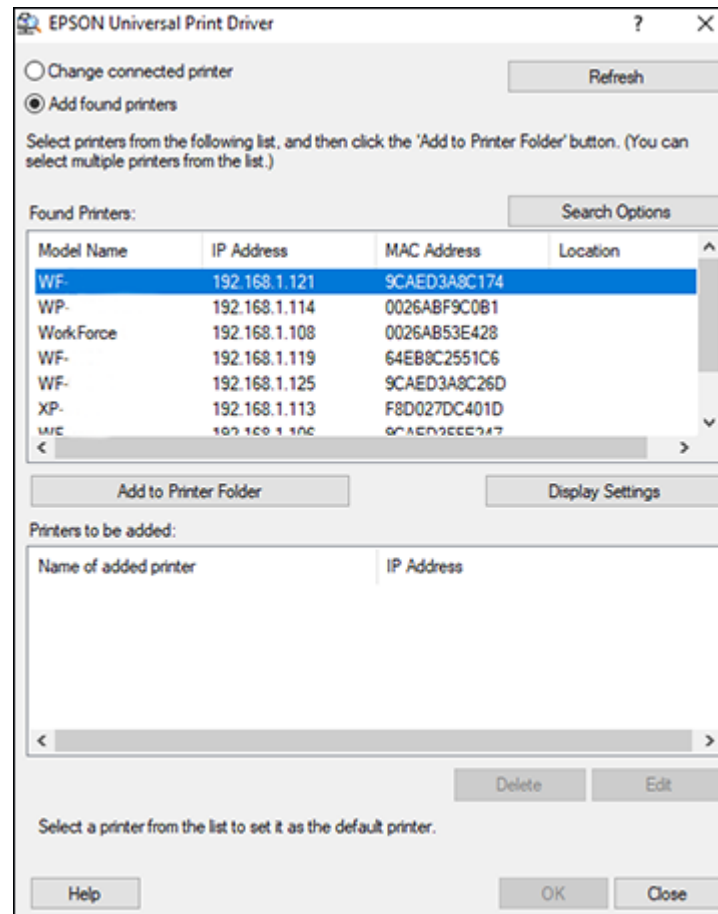 EPSON Universal Print Driver ? X
Change connected printer
Refresh
Add found printers
Select printers from the following list, and then click the 'Add to Printer Folder' button. (You can
select multiple printers from the list.)
Found Printers:
Search Options
Model Name IP Address MAC Address Location
WF- 192.168.1.121 9CAED3A8C174
WP- 192.168.1.114 0026ABF9C0B1
WorkForce 192.168.1.108 0026AB53E428
WF- 192.168.1.119 64EB8C2551C6
WF- 192.168.1.125 9CAED3A8C26D
XP- 192.168.1.113 F8D027DC401D
WF 192.168.1.106
Add to Printer Folder
Display Settings
Printers to be added:
Name of added printer IP Address
Delete
Edit
Select a printer from the list to set it as the default printer.
Help
OK
Close